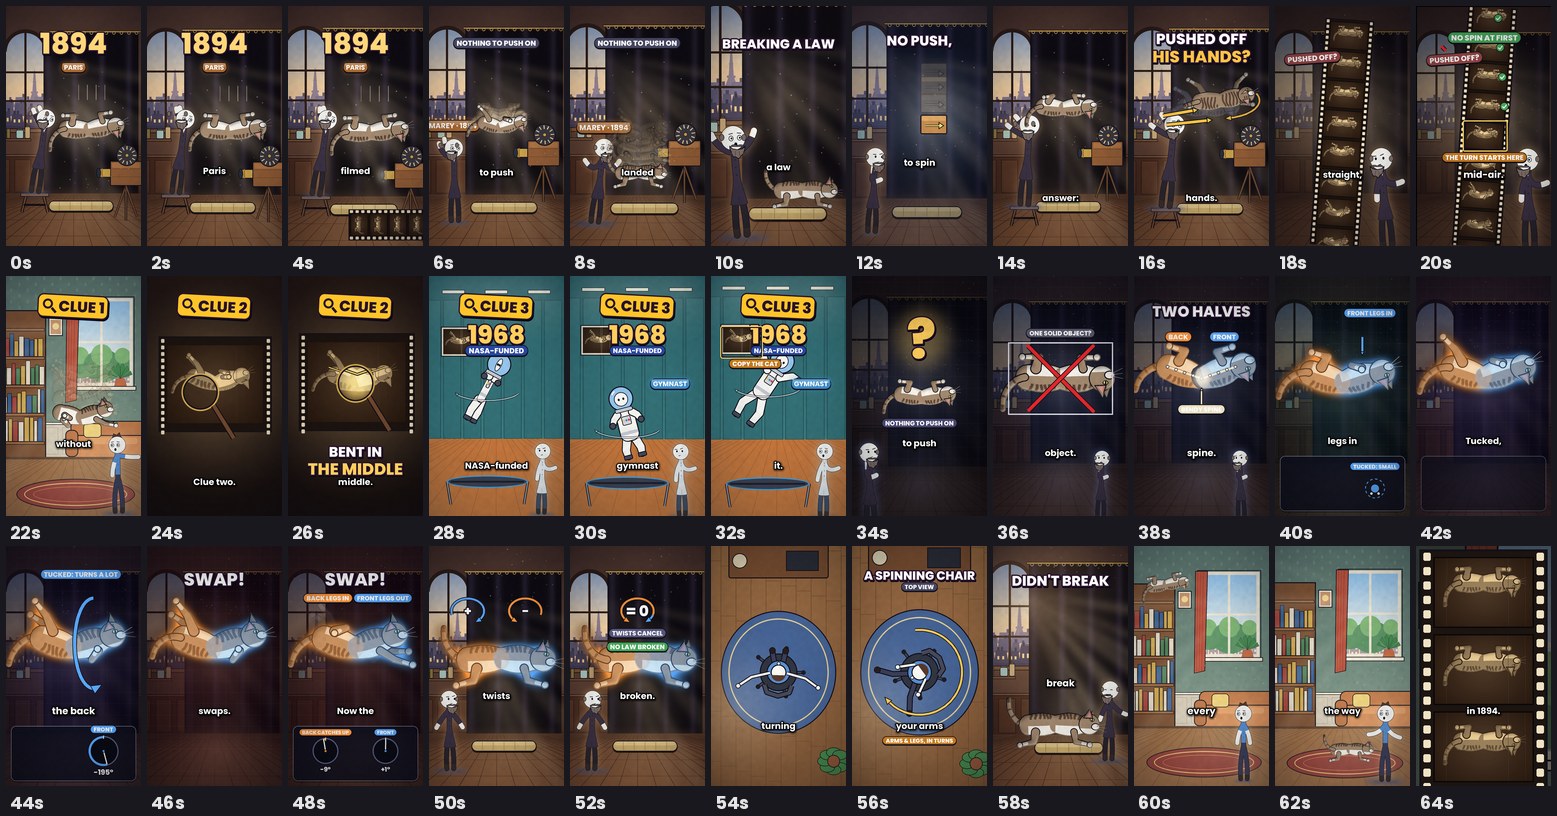 1894
PARIS
0s
1894
PARIS
Paris
2s
1894
PARIS
filmed
4s
NOTHING TO PUSH ON
MAREY · 189
to push
6s
NOTHING TO PUSH ON
MAREY · 1894
landed
8s
BREAKING A LAW
a law
10s
NO PUSH,
to spin
12s
answer:
14s
PUSHED OFF
HIS HANDS?
hands.
16s
PUSHED OFF?
straight,
18s
NO SPIN AT FIRST
PUSHED OFF?
THE TURN STARTS HERE
mid-air.
20s
CLUE 1
without
22s
CLUE 2
Clue two.
24s
CLUE 2
BENT IN
THE MIDDLE
middle.
26s
CLUE 3
1968
NASA-FUNDED
NASA-funded
28s
CLUE 3
1968
NASA-FUNDED
GYMNAST
gymnast
30s
CLUE 3
1968
NASA-FUNDED
COPY THE CAT
GYMNAST
it.
32s
?
NOTHING TO PUSH ON
to push
34s
ONE SOLID OBJECT?
object.
36s
TWO HALVES
BACK
FRONT
BENDY SPINE
spine.
38s
FRONT LEGS IN
legs in
TUCKED: SMALL
40s
Tucked,
42s
TUCKED: TURNS A LOT
the back
FRONT
-195°
44s
SWAP!
swaps.
46s
SWAP!
BACK LEGS IN
FRONT LEGS OUT
Now the
BACK CATCHES UP
FRONT
-9°
+1°
48s
+
-
twists
50s
= 0
TWISTS CANCEL
NO LAW BROKEN
broken.
52s
turning
54s
A SPINNING CHAIR
TOP VIEW
your arms
ARMS & LEGS, IN TURNS
56s
DIDN'T BREAK
break
58s
every
60s
the way
62s
in 1894.
64s